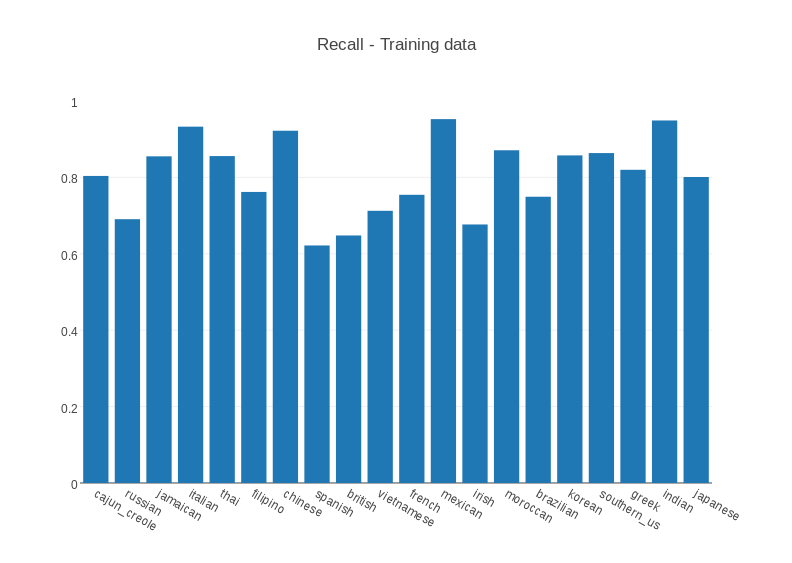 Recall - Training data
1
0.8
0.6
0.4
0.2
0
cajun_creole
russian
jamaican
italian
thai
filipino
chinese
spanish
british
vietnamese
french
mexican
irish
moroccan
brazilian
korean
southern_us
greek
indian
japanese